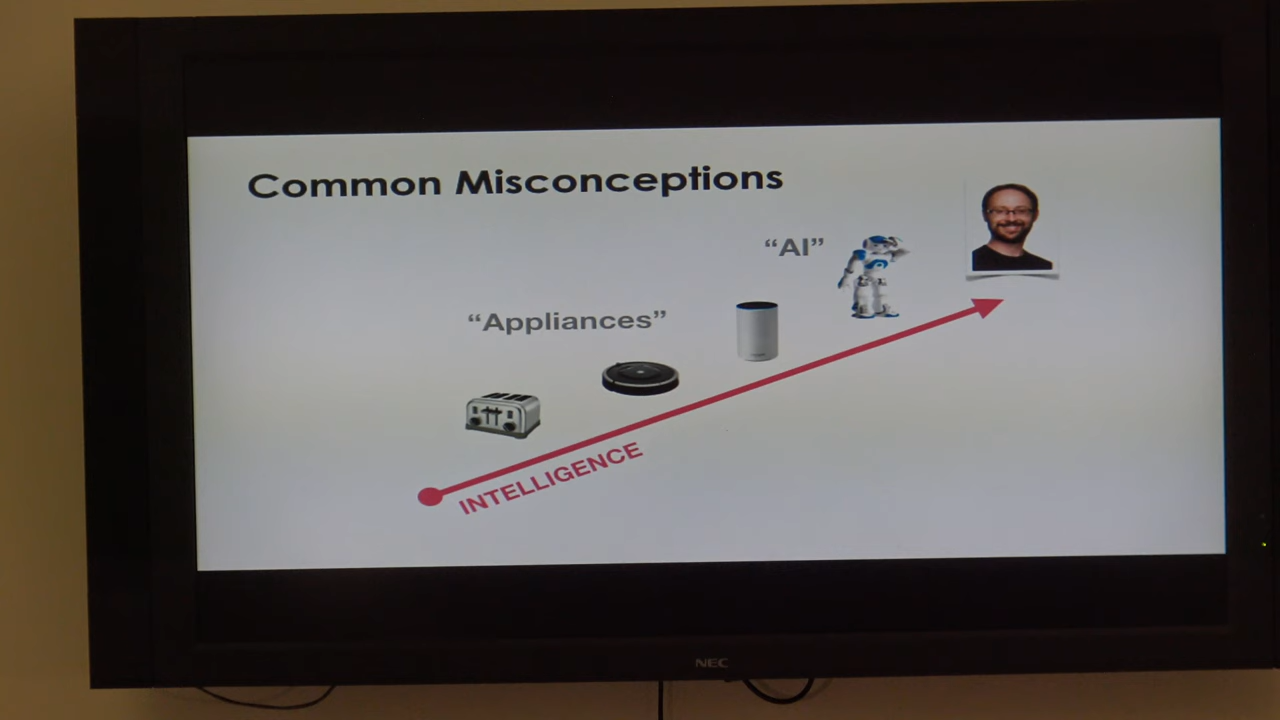 Common Misconceptions
“AI”
“Appliances”
INTELLIGENCE
NEC